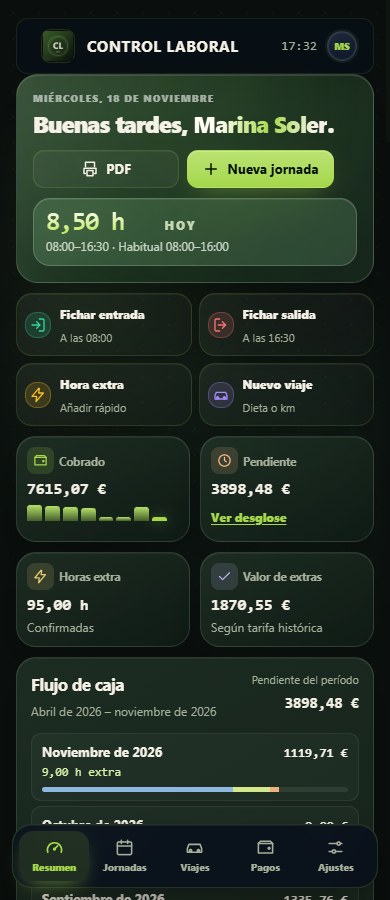 CL CONTROL LABORAL 17:32 MS
MIÉRCOLES, 18 DE NOVIEMBRE
Buenas tardes, Marina Soler.
PDF
Nueva jornada
8,50 h HOY
08:00–16:30 · Habitual 08:00–16:00
Fichar entrada
A las 08:00
Fichar salida
A las 16:30
Hora extra
Añadir rápido
Nuevo viaje
Dieta o km
Cobrado
7615,07 €
Pendiente
3898,48 €
Ver desglose
Horas extra
95,00 h
Confirmadas
Valor de extras
1870,55 €
Según tarifa histórica
Flujo de caja
Abril de 2026 – noviembre de 2026
Pendiente del período
3898,48 €
Noviembre de 2026 1119,71 €
9,00 h extra
Resumen
Jornadas
Viajes
Pagos
Ajustes